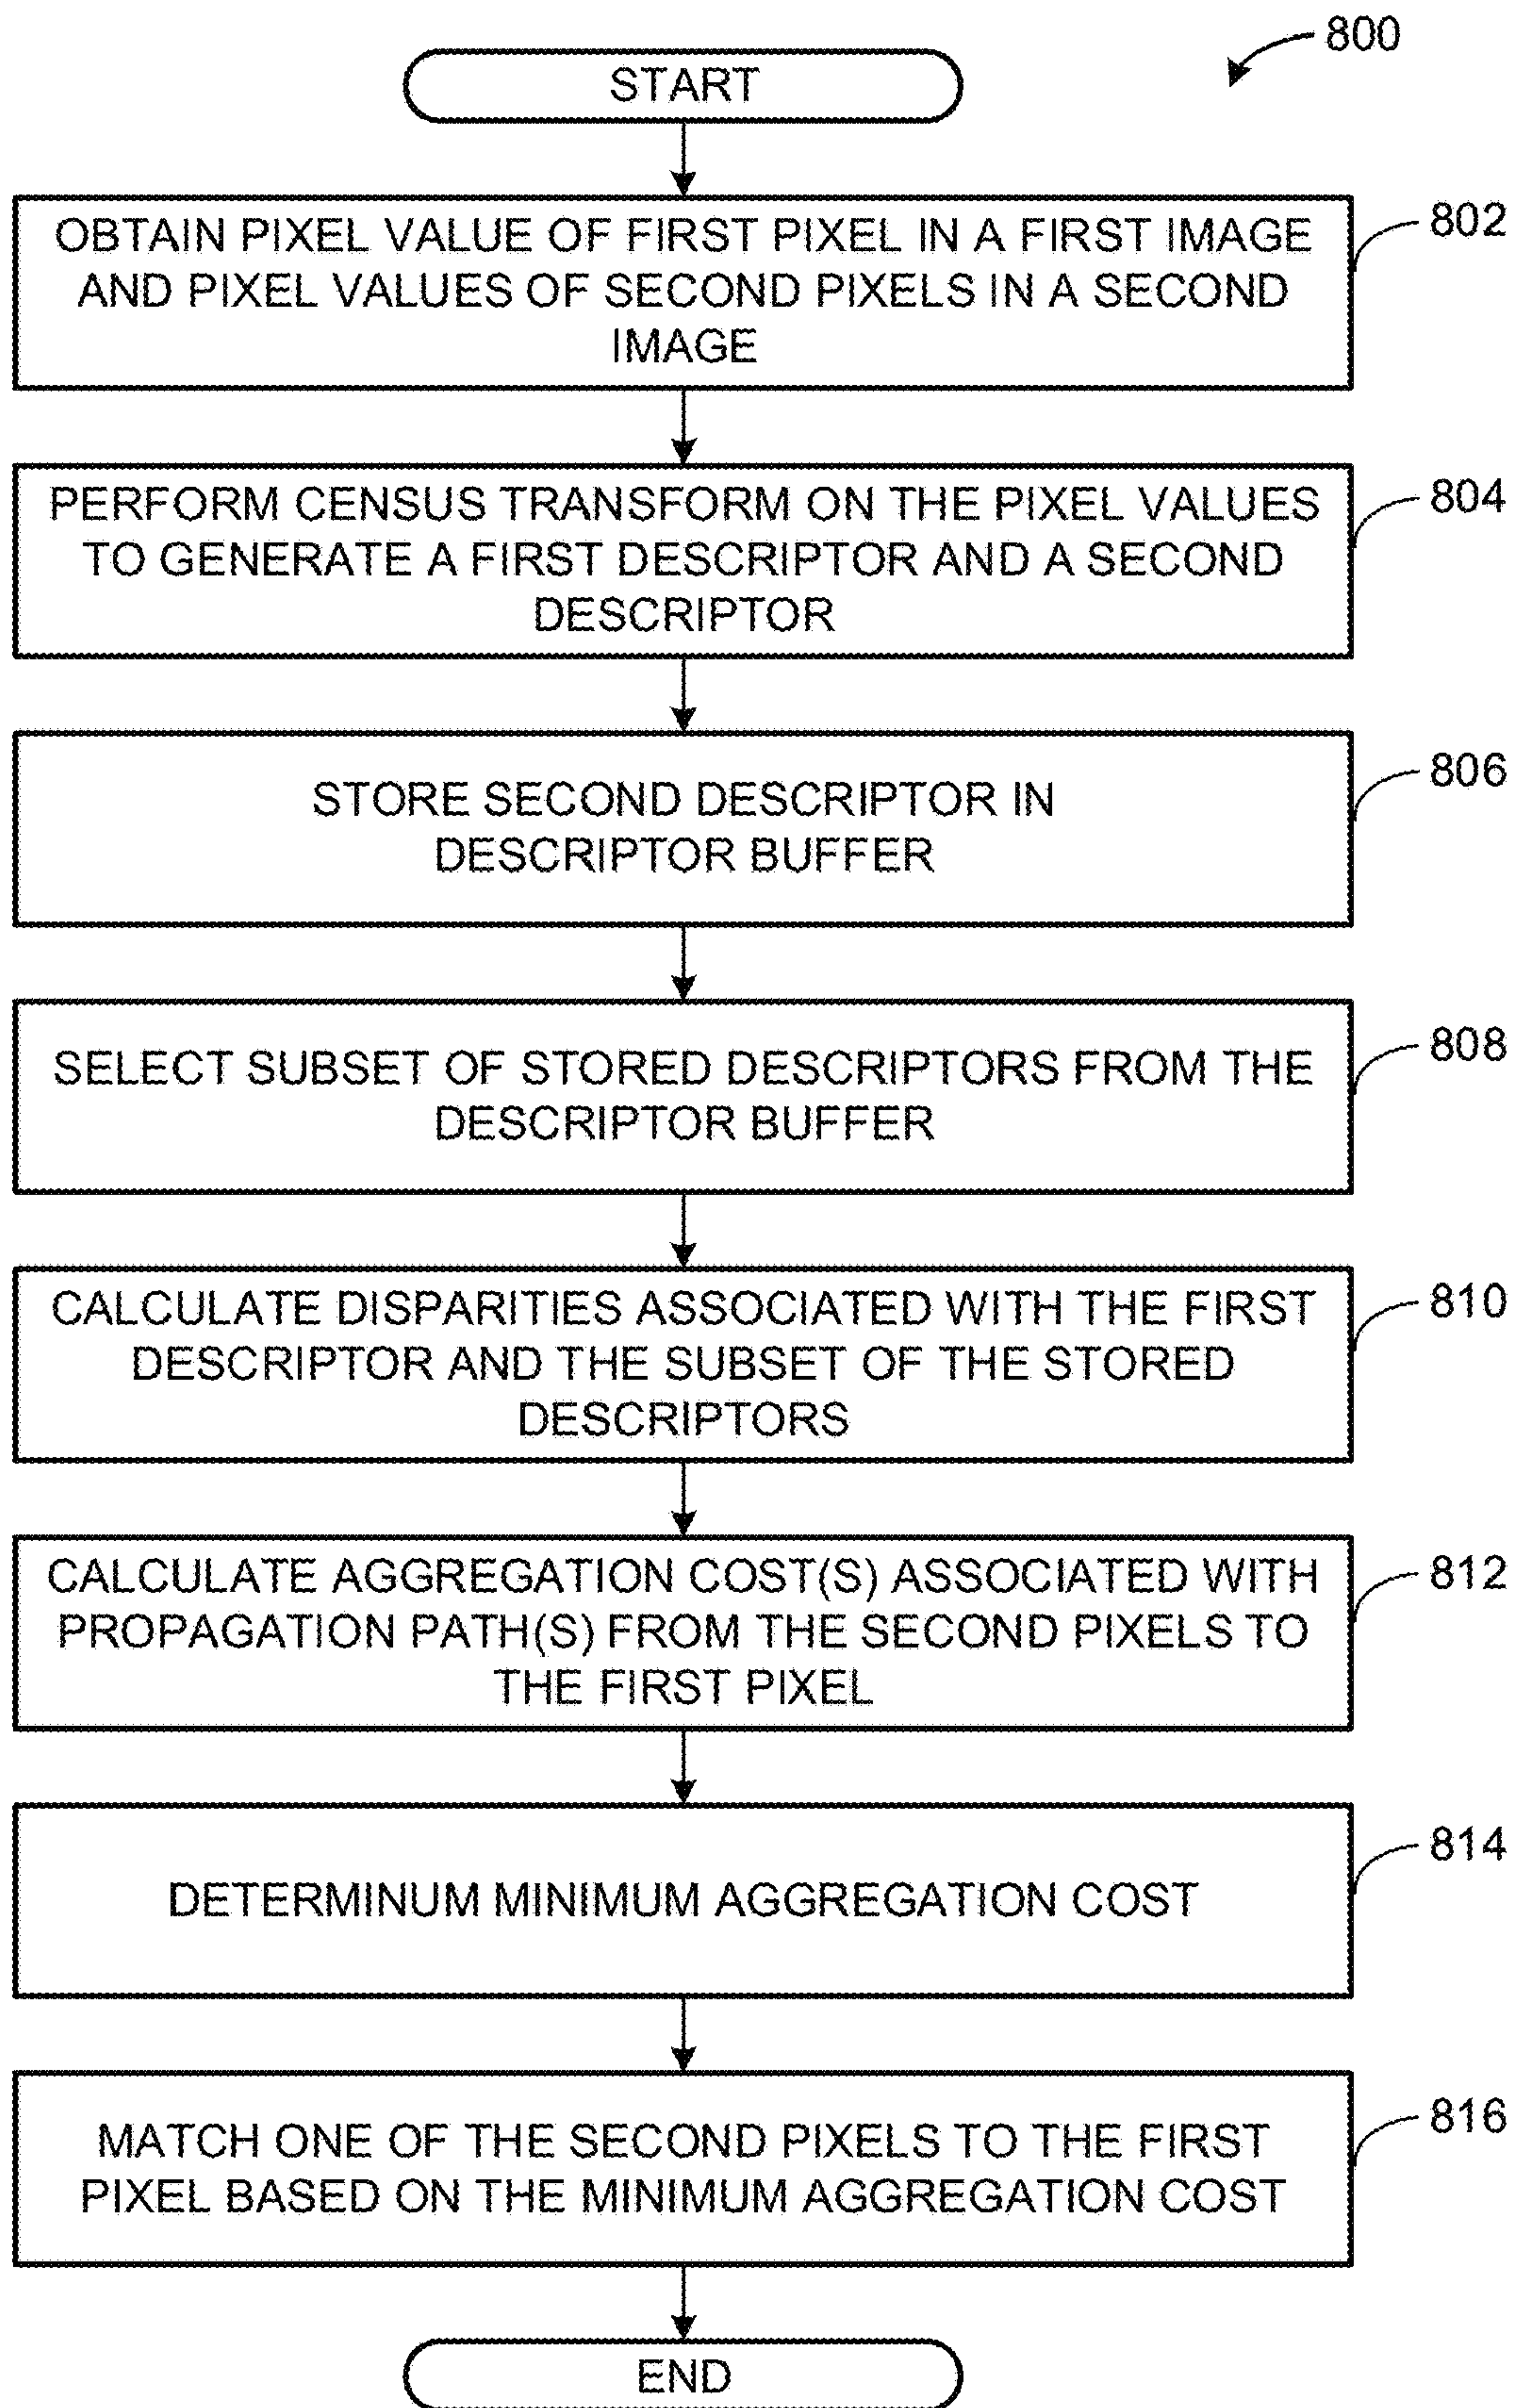 800
START
OBTAIN PIXEL VALUE OF FIRST PIXEL IN A FIRST IMAGE
AND PIXEL VALUES OF SECOND PIXELS IN A SECOND
IMAGE
802
PERFORM CENSUS TRANSFORM ON THE PIXEL VALUES
TO GENERATE A FIRST DESCRIPTOR AND A SECOND
DESCRIPTOR
804
STORE SECOND DESCRIPTOR IN
DESCRIPTOR BUFFER
806
SELECT SUBSET OF STORED DESCRIPTORS FROM THE
DESCRIPTOR BUFFER
808
CALCULATE DISPARITIES ASSOCIATED WITH THE FIRST
DESCRIPTOR AND THE SUBSET OF THE STORED
DESCRIPTORS
810
CALCULATE AGGREGATION COST(S) ASSOCIATED WITH
PROPAGATION PATH(S) FROM THE SECOND PIXELS TO
THE FIRST PIXEL
812
DETERMINUM MINIMUM AGGREGATION COST
814
MATCH ONE OF THE SECOND PIXELS TO THE FIRST
PIXEL BASED ON THE MINIMUM AGGREGATION COST
816
END